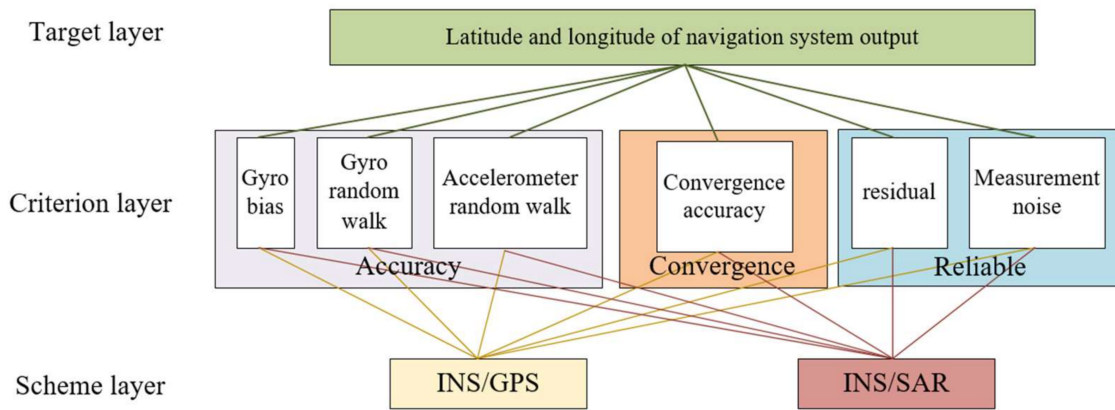 Target layer
Latitude and longitude of navigation system output
Criterion layer
Gyro
bias
Gyro
random
walk
Accelerometer
random walk
Accuracy
Convergence
accuracy
Convergence
residual
Measurement
noise
Reliable
Scheme layer
INS/GPS
INS/SAR